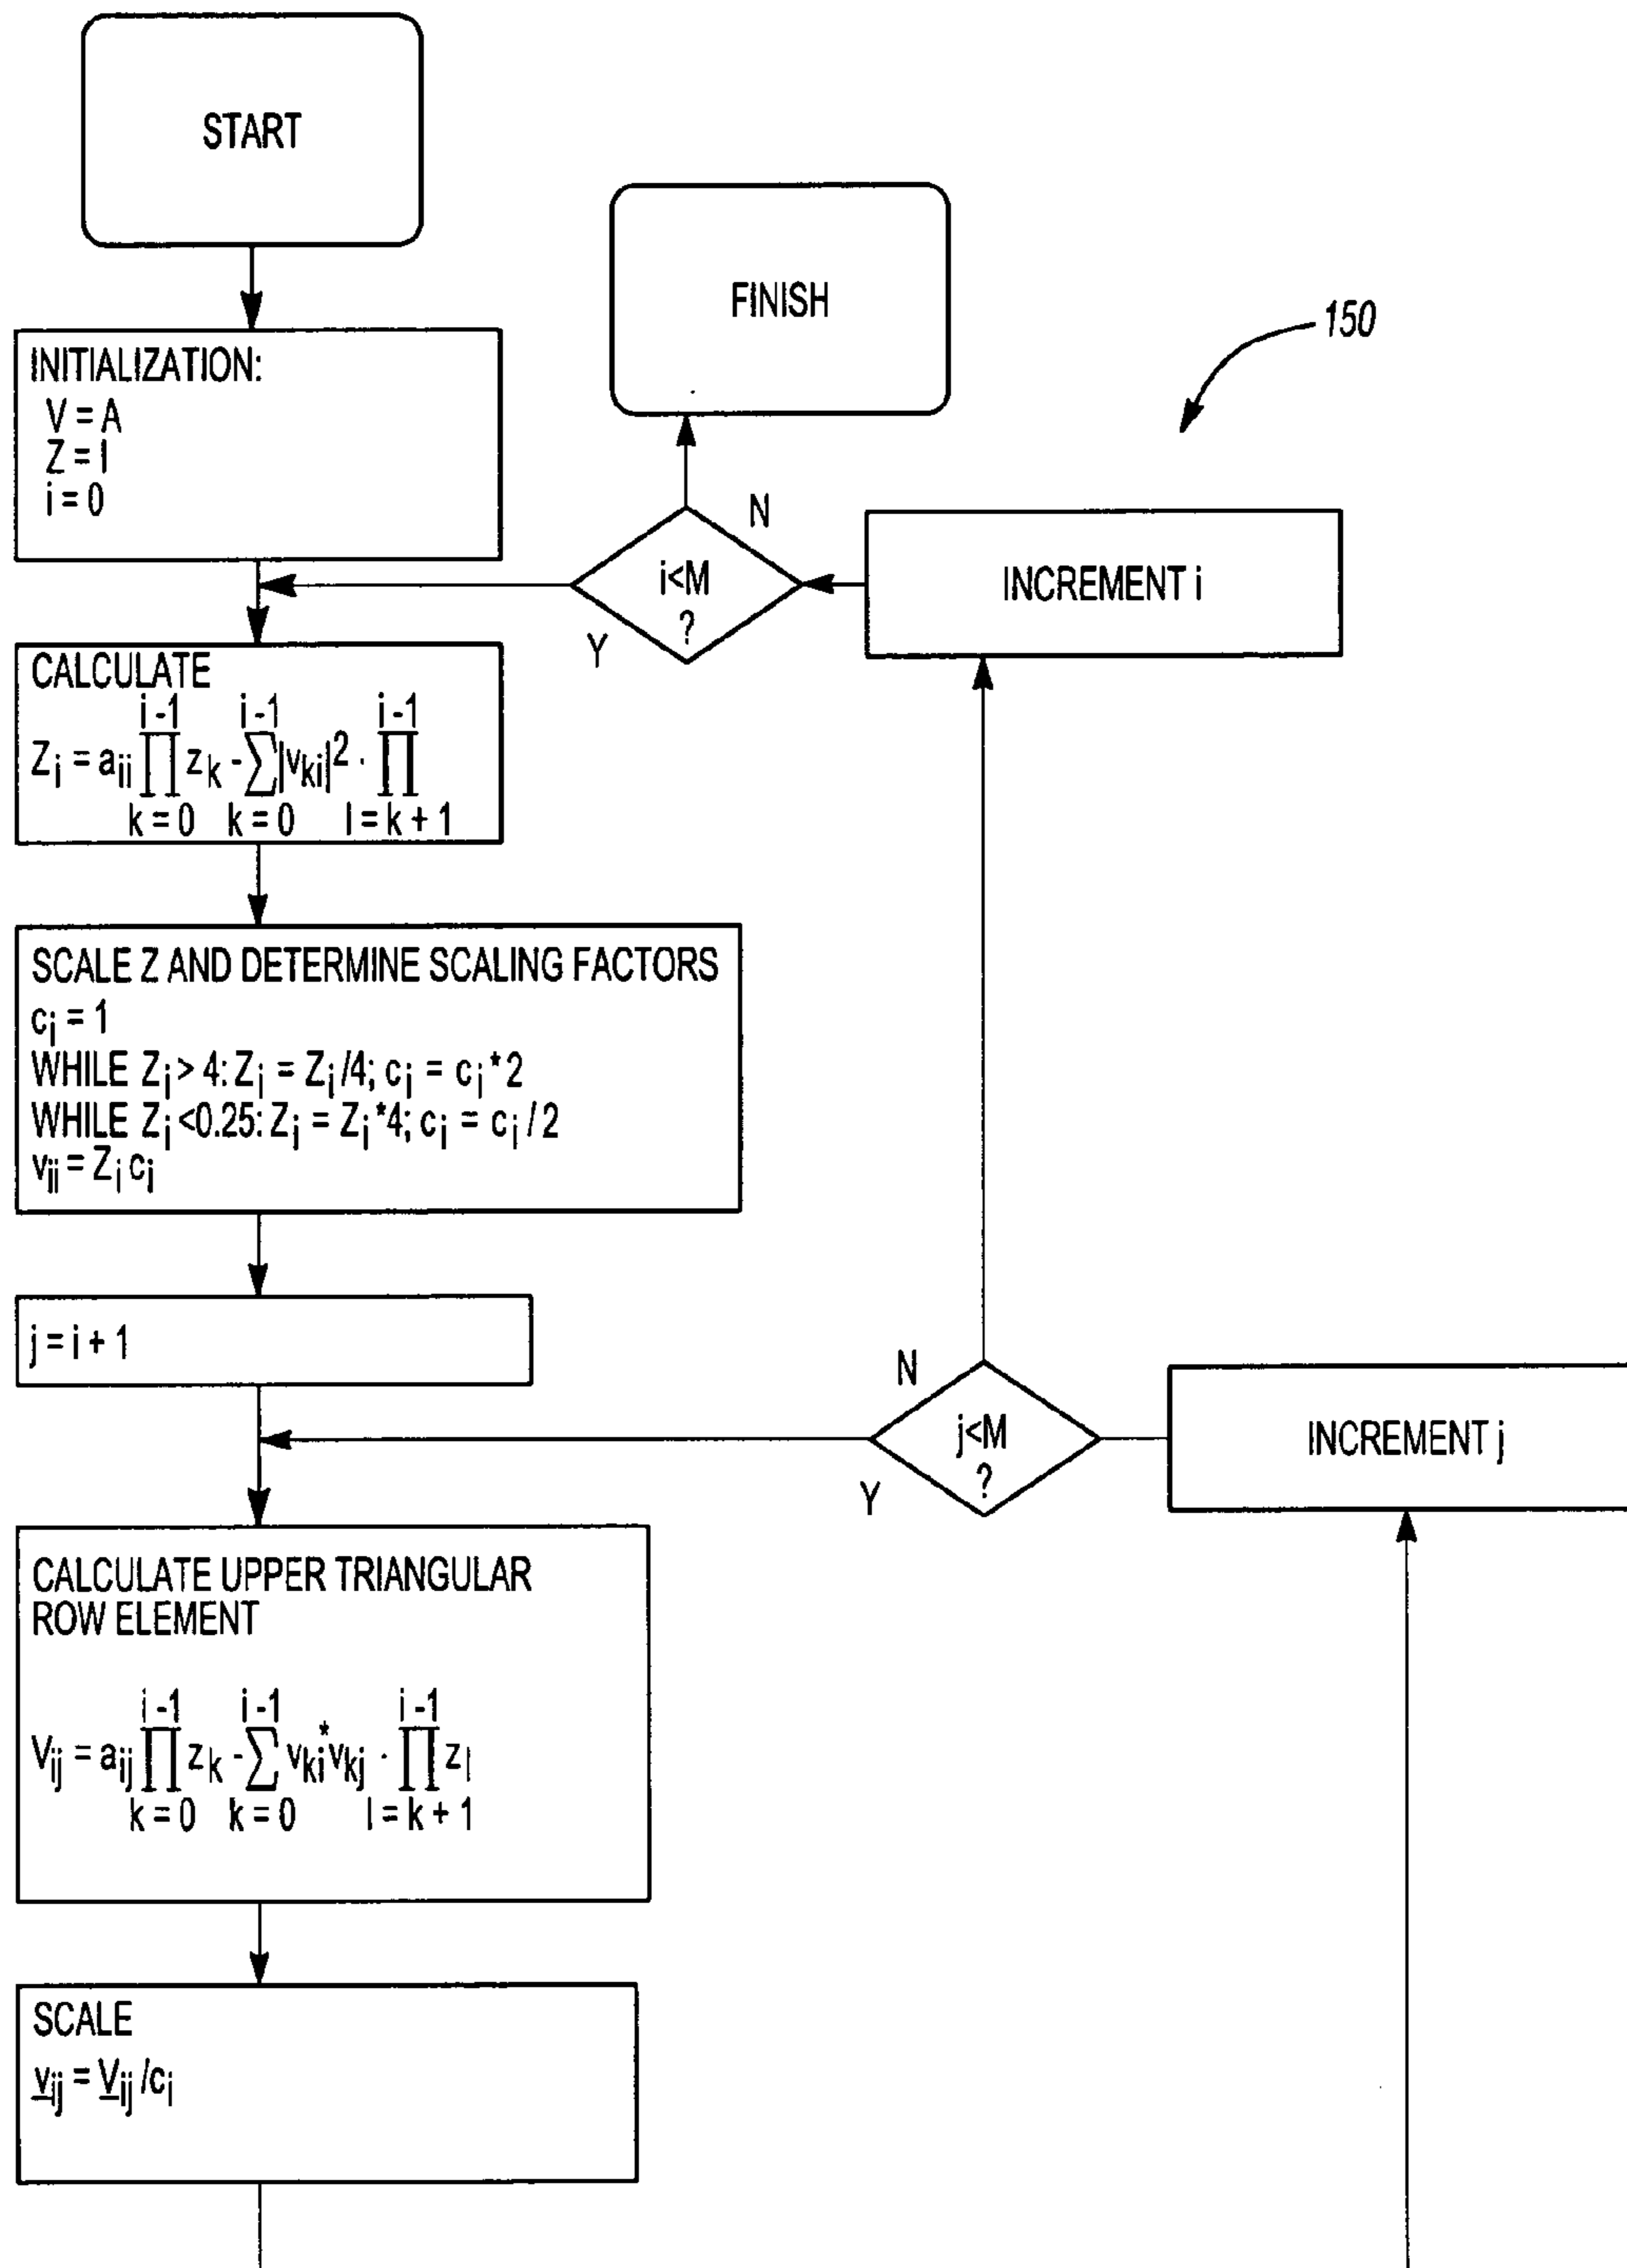 START
FINISH
150
INITIALIZATION:
V = A
Z = I
i = 0
N
i<M
?
Y
INCREMENT i
CALCULATE
i-1 i-1 i-1
Z_i = a_ii ∏ z_k - ∑ |v_ki|² · ∏
k = 0 k = 0 l = k + 1
SCALE Z AND DETERMINE SCALING FACTORS
c_i = 1
WHILE Z_i > 4: Z_i = Z_i /4; c_i = c_i * 2
WHILE Z_i <0.25: Z_i = Z_i *4; c_i = c_i / 2
v_ii = Z_i c_i
j = i + 1
N
j<M
?
Y
INCREMENT j
CALCULATE UPPER TRIANGULAR
ROW ELEMENT
i-1 i-1 i-1
V_ij = a_ij ∏ z_k - ∑ v_ki* v_kj · ∏ z_l
k = 0 k = 0 l = k + 1
SCALE
v_ij = V_ij /c_i